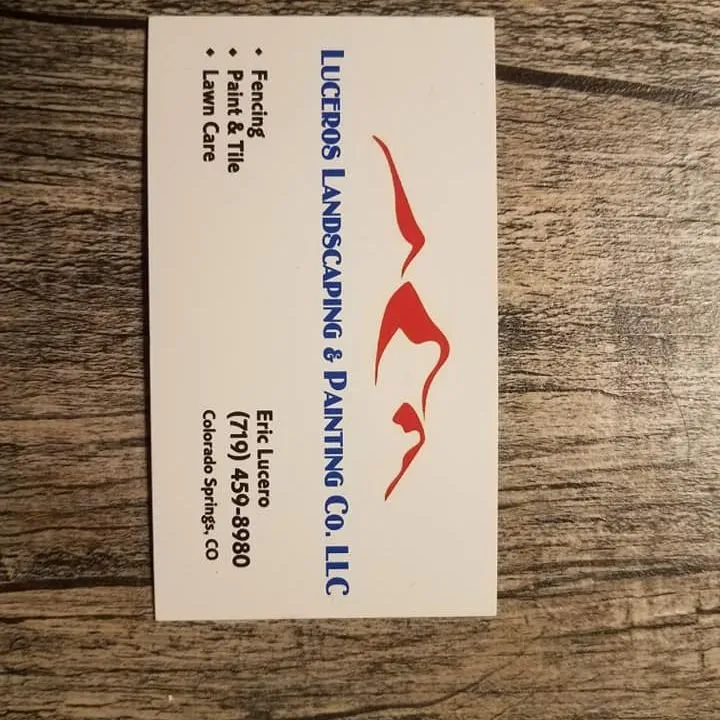 LUCEROS LANDSCAPING & PAINTING CO. LLC
• Fencing
• Paint & Tile
• Lawn Care
Eric Lucero
(719) 459-8980
Colorado Springs, CO